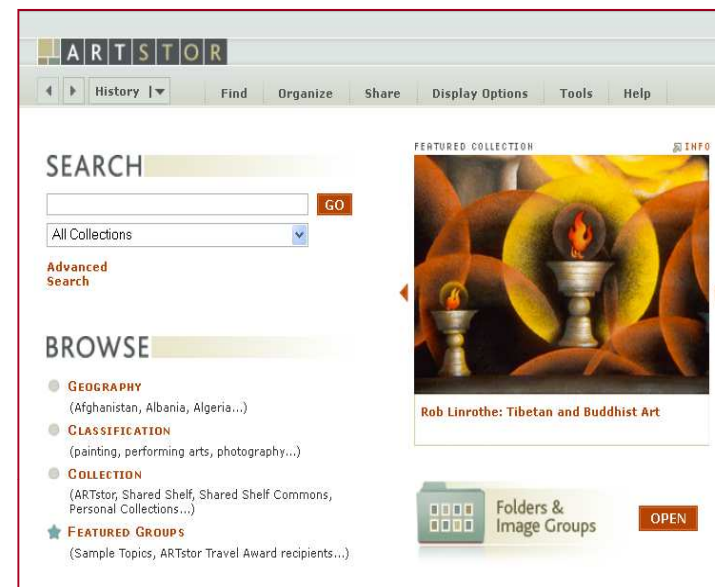 ARTSTOR
History Find Organize Share Display Options Tools Help
SEARCH
GO
All Collections
Advanced
Search
BROWSE
GEOGRAPHY
(Afghanistan, Albania, Algeria...)
CLASSIFICATION
(painting, performing arts, photography...)
COLLECTION
(ARTstor, Shared Shelf, Shared Shelf Commons,
Personal Collections...)
FEATURED GROUPS
(Sample Topics, ARTstor Travel Award recipients...)
FEATURED COLLECTION INFO
Rob Linrothe: Tibetan and Buddhist Art
Folders &
Image Groups
OPEN